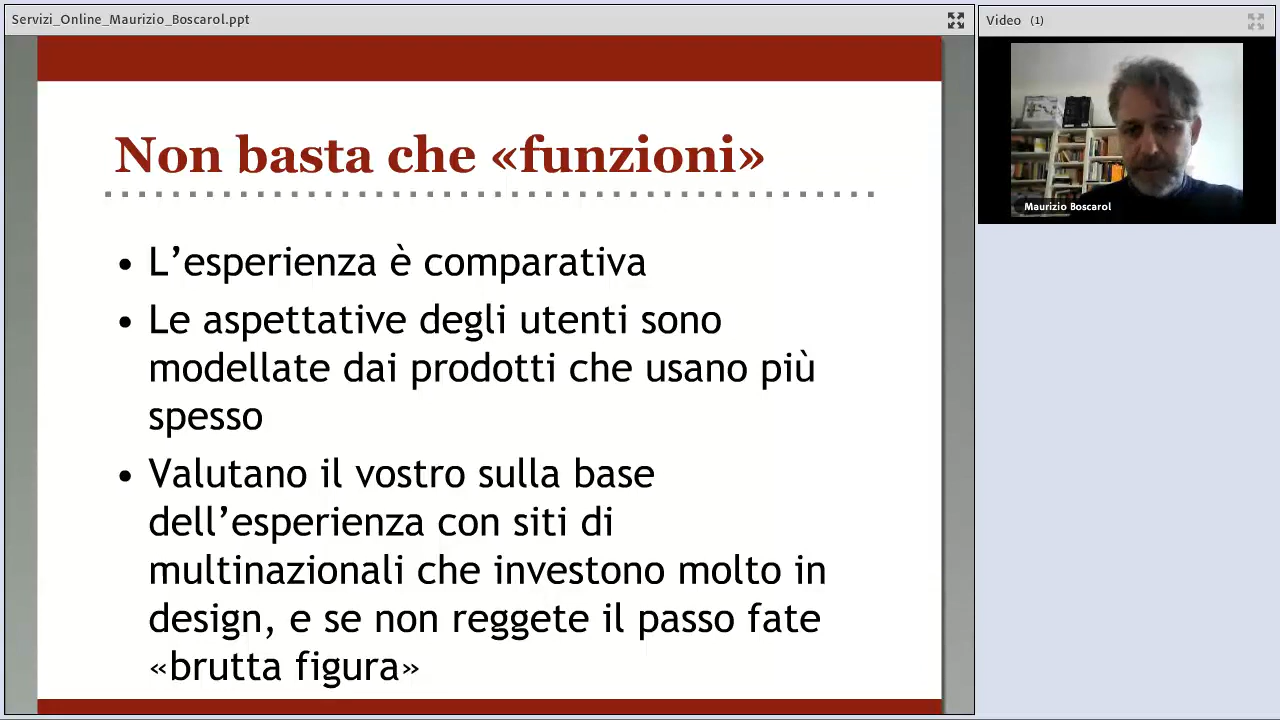 Servizi_Online_Maurizio_Boscarol.ppt
Video (1)
Maurizio Boscarol
Non basta che «funzioni»
• L’esperienza è comparativa
• Le aspettative degli utenti sono
modellate dai prodotti che usano più
spesso
• Valutano il vostro sulla base
dell’esperienza con siti di
multinazionali che investono molto in
design, e se non reggete il passo fate
«brutta figura»